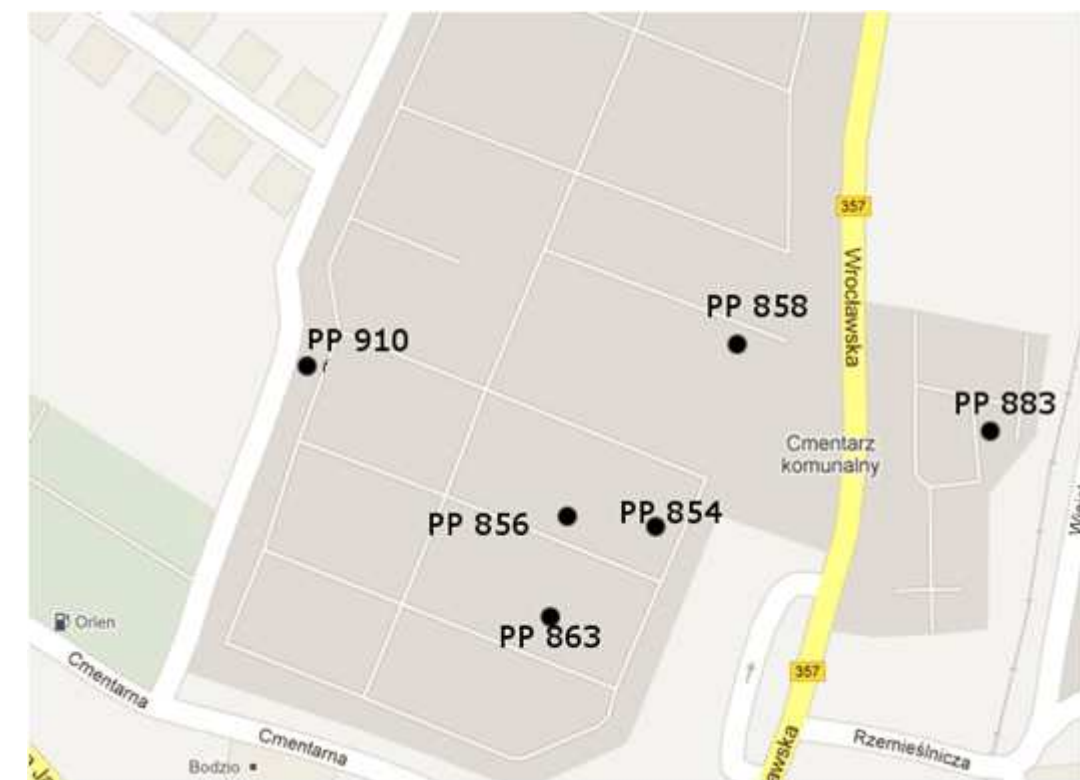 357
Wrocławska
PP 858
PP 910
PP 883
Cmentarz
komunalny
PP 856
PP 854
Orlen
PP 863
357
Cmentarna
Cmentarna
Rzemieślnicza
Bodzio